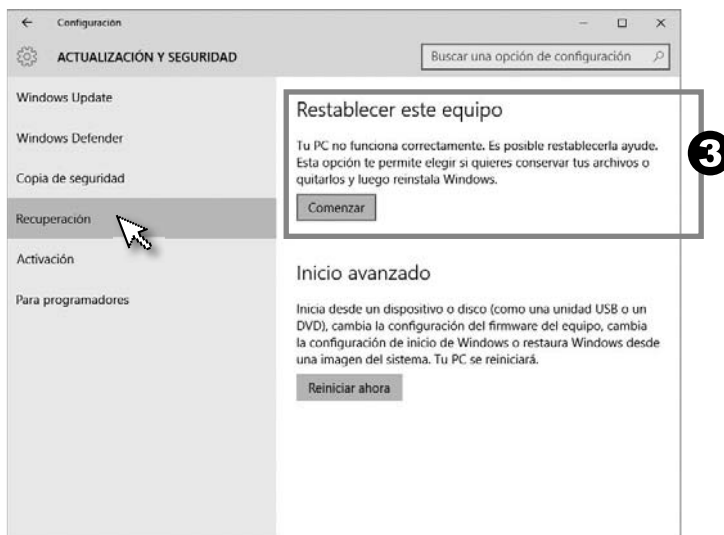 Configuración
ACTUALIZACIÓN Y SEGURIDAD
Buscar una opción de configuración
Windows Update
Windows Defender
Copia de seguridad
Recuperación
Activación
Para programadores
Restablecer este equipo
Tu PC no funciona correctamente. Es posible restablecerla ayude.
Esta opción te permite elegir si quieres conservar tus archivos o
quitarlos y luego reinstala Windows.
Comenzar
3
Inicio avanzado
Inicia desde un dispositivo o disco (como una unidad USB o un
DVD), cambia la configuración del firmware del equipo, cambia
la configuración de inicio de Windows o restaura Windows desde
una imagen del sistema. Tu PC se reiniciará.
Reiniciar ahora